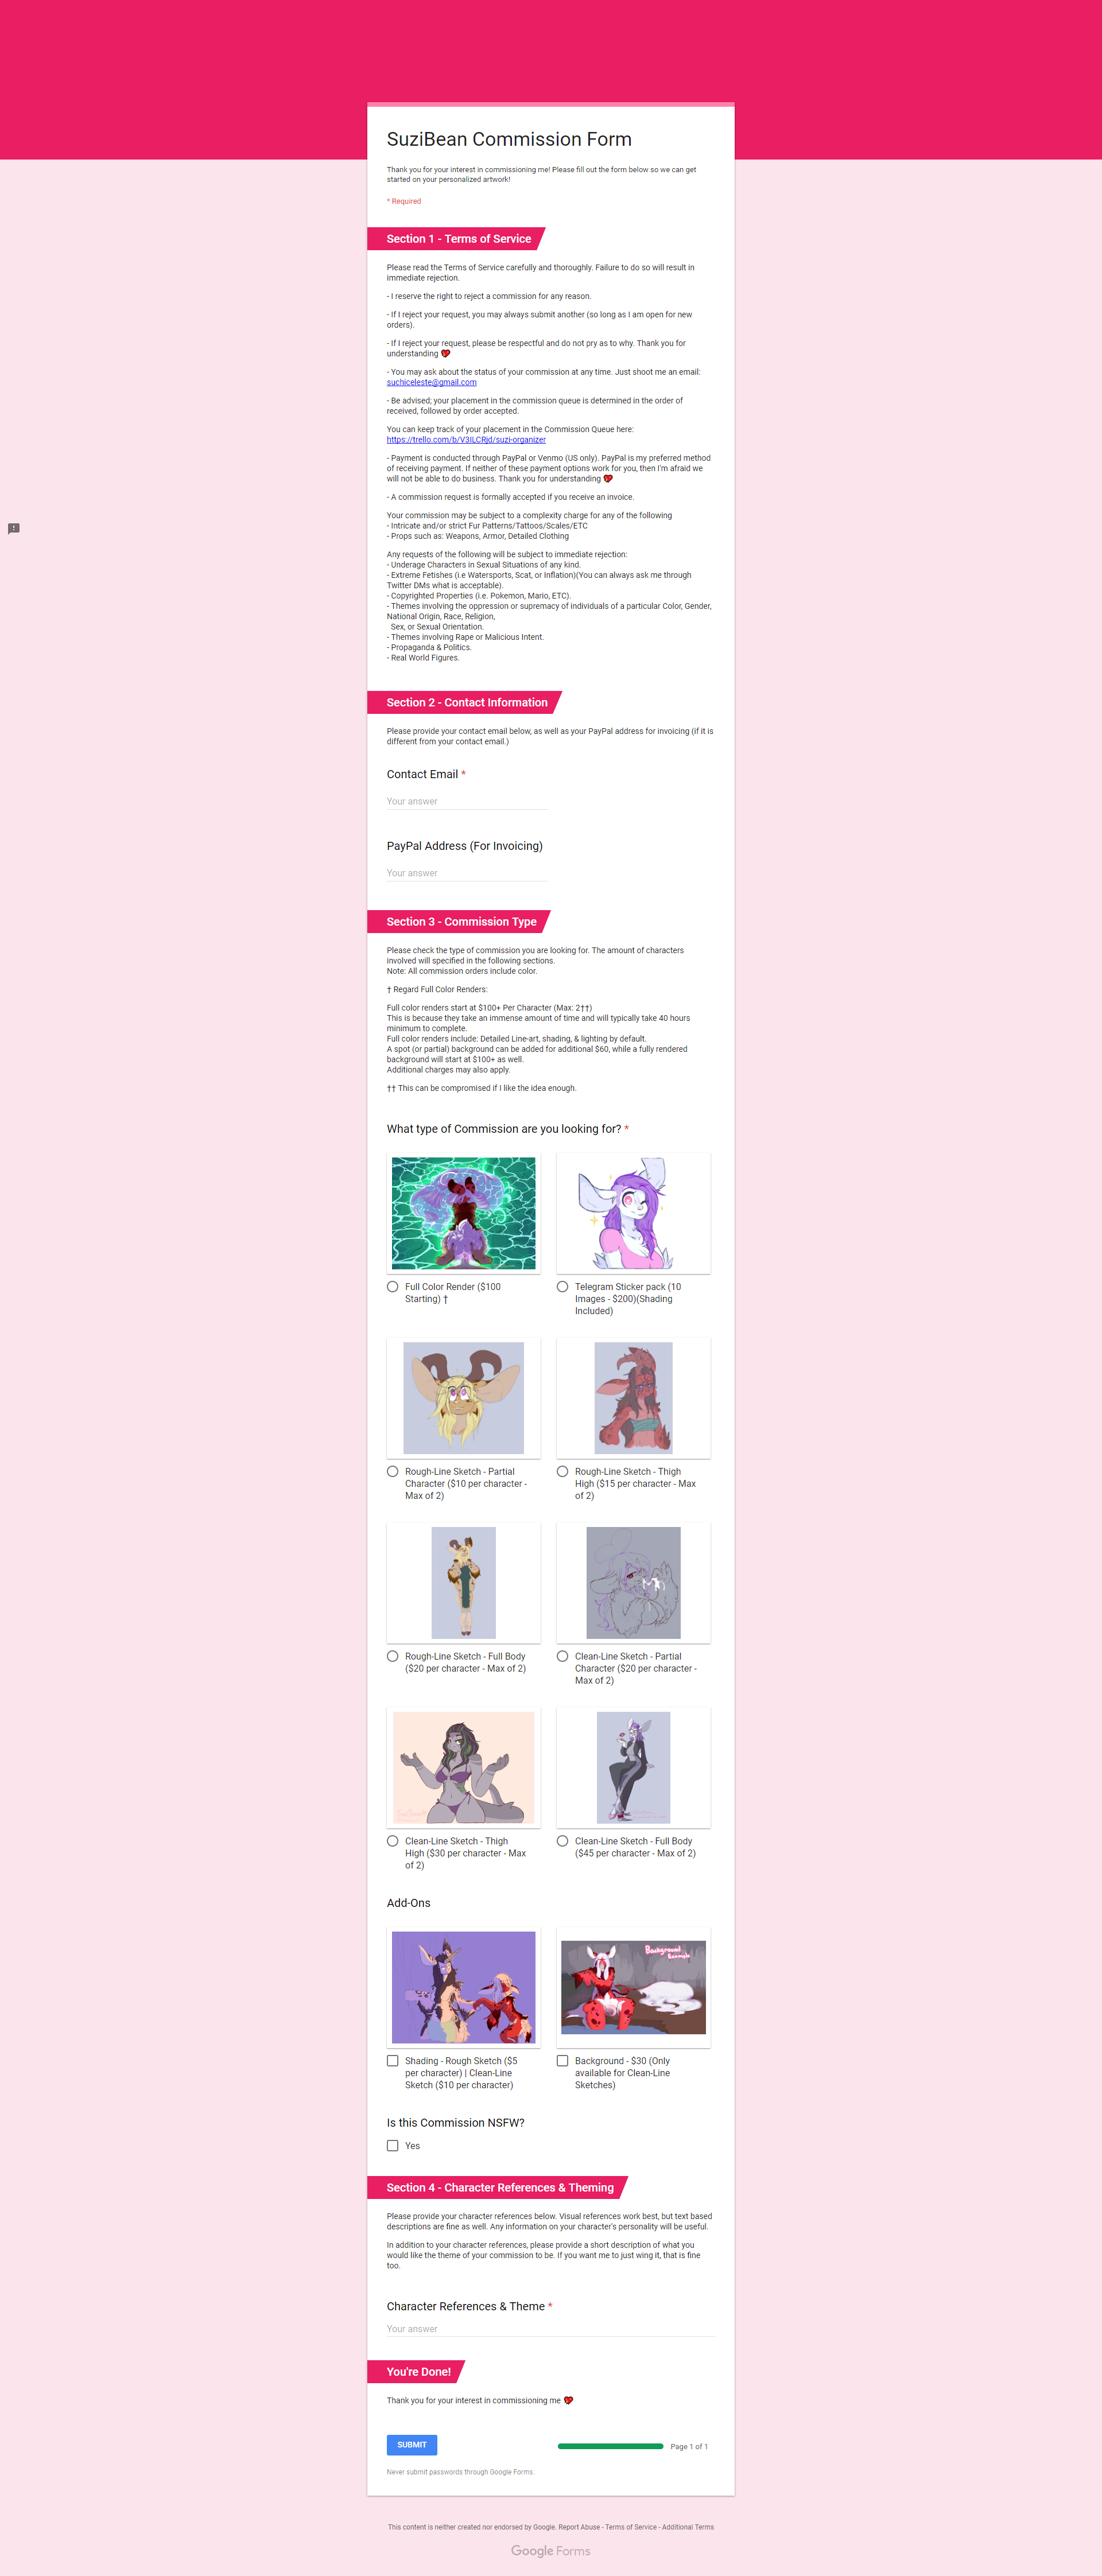 SuziBean Commission Form
Thank you for your interest in commissioning me! Please fill out the form below so we can get
started on your personalized artwork!
* Required
Section 1 - Terms of Service
Please read the Terms of Service carefully and thoroughly. Failure to do so will result in
immediate rejection.
- I reserve the right to reject a commission for any reason.
- If I reject your request, you may always submit another (so long as I am open for new
orders).
- If I reject your request, please be respectful and do not pry as to why. Thank you for
understanding 💖
- You may ask about the status of your commission at any time. Just shoot me an email:
suchiceleste@gmail.com
- Be advised; your placement in the commission queue is determined in the order of
received, followed by order accepted.
You can keep track of your placement in the Commission Queue here:
https://trello.com/b/V3ILCRjd/suzi-organizer
- Payment is conducted through PayPal or Venmo (US only). PayPal is my preferred method
of receiving payment. If neither of these payment options work for you, then I'm afraid we
will not be able to do business. Thank you for understanding 💖
- A commission request is formally accepted if you receive an invoice.
Your commission may be subject to a complexity charge for any of the following
- Intricate and/or strict Fur Patterns/Tattoos/Scales/ETC
- Props such as: Weapons, Armor, Detailed Clothing
Any requests of the following will be subject to immediate rejection:
- Underage Characters in Sexual Situations of any kind.
- Extreme Fetishes (i.e Watersports, Scat, or Inflation)(You can always ask me through
Twitter DMs what is acceptable).
- Copyrighted Properties (i.e. Pokemon, Mario, ETC).
- Themes involving the oppression or supremacy of individuals of a particular Color, Gender,
National Origin, Race, Religion,
Sex, or Sexual Orientation.
- Themes involving Rape or Malicious Intent.
- Propaganda & Politics.
- Real World Figures.
Section 2 - Contact Information
Please provide your contact email below, as well as your PayPal address for invoicing (if it is
different from your contact email.)
Contact Email *
Your answer
PayPal Address (For Invoicing)
Your answer
Section 3 - Commission Type
Please check the type of commission you are looking for. The amount of characters
involved will specified in the following sections.
Note: All commission orders include color.
† Regard Full Color Renders:
Full color renders start at $100+ Per Character (Max: 2††)
This is because they take an immense amount of time and will typically take 40 hours
minimum to complete.
Full color renders include: Detailed Line-art, shading, & lighting by default.
A spot (or partial) background can be added for additional $60, while a fully rendered
background will start at $100+ as well.
Additional charges may also apply.
†† This can be compromised if I like the idea enough.
What type of Commission are you looking for? *
Full Color Render ($100
Starting) †
Telegram Sticker pack (10
Images - $200)(Shading
Included)
Rough-Line Sketch - Partial
Character ($10 per character -
Max of 2)
Rough-Line Sketch - Thigh
High ($15 per character - Max
of 2)
Rough-Line Sketch - Full Body
($20 per character - Max of 2)
Clean-Line Sketch - Partial
Character ($20 per character -
Max of 2)
Clean-Line Sketch - Thigh
High ($30 per character - Max
of 2)
Clean-Line Sketch - Full Body
($45 per character - Max of 2)
Add-Ons
Background
Example
Shading - Rough Sketch ($5
per character) | Clean-Line
Sketch ($10 per character)
Background - $30 (Only
available for Clean-Line
Sketches)
Is this Commission NSFW?
Yes
Section 4 - Character References & Theming
Please provide your character references below. Visual references work best, but text based
descriptions are fine as well. Any information on your character's personality will be useful.
In addition to your character references, please provide a short description of what you
would like the theme of your commission to be. If you want me to just wing it, that is fine
too.
Character References & Theme *
Your answer
You're Done!
Thank you for your interest in commissioning me 💖
SUBMIT
Page 1 of 1
Never submit passwords through Google Forms.
This content is neither created nor endorsed by Google. Report Abuse - Terms of Service - Additional Terms
Google Forms